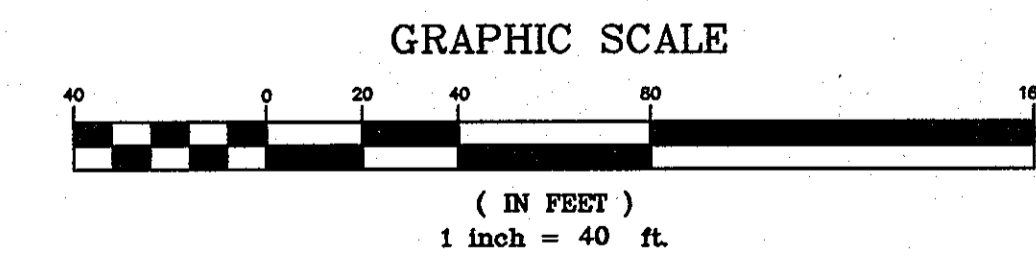 GRAPHIC SCALE
40 0 20 40 80 16
( IN FEET )
1 inch = 40 ft.